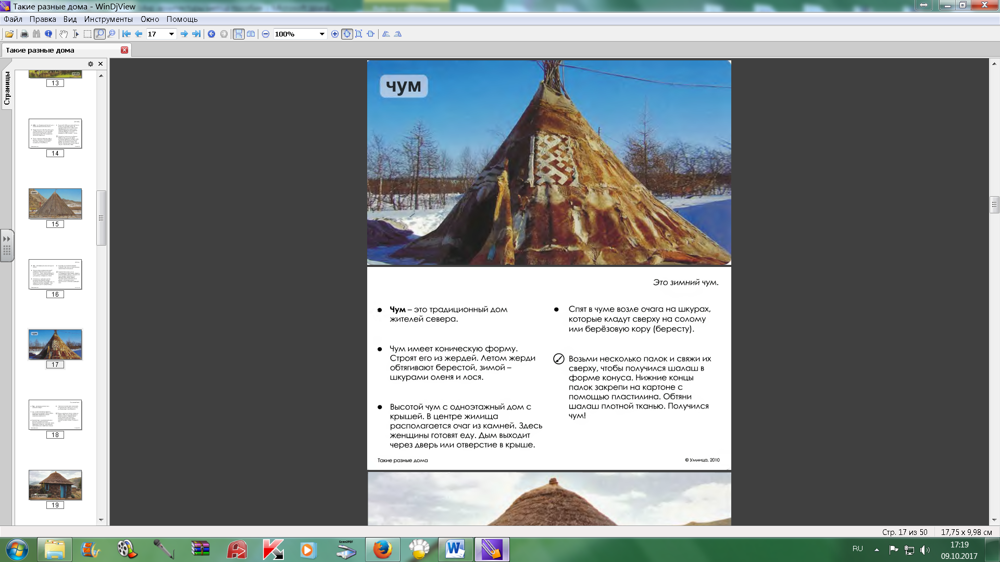 Такие разные дома - WinDjView
Файл Правка Вид Инструменты Окно Помощь
17 100%
Такие разные дома
Страницы
13
14
15
16
17
18
19
чум
Это зимний чум.
● Чум – это традиционный дом
жителей севера.
● Чум имеет коническую форму.
Строят его из жердей. Летом жерди
обтягивают берестой, зимой –
шкурами оленя и лося.
● Высотой чум с одноэтажный дом с
крышей. В центре жилища
располагается очаг из камней. Здесь
женщины готовят еду. Дым выходит
через дверь или отверстие в крыше.
● Спят в чуме возле очага на шкурах,
которые кладут сверху на солому
или берёзовую кору (бересту).
Возьми несколько палок и свяжи их
сверху, чтобы получился шалаш в
форме конуса. Нижние концы
палок закрепи на картоне с
помощью пластилина. Обтяни
шалаш плотной тканью. Получился
чум!
Такие разные дома
© Умница, 2010
Стр. 17 из 50 17,75 x 9,98 см
Scan2PDF
RU
17:19
09.10.2017